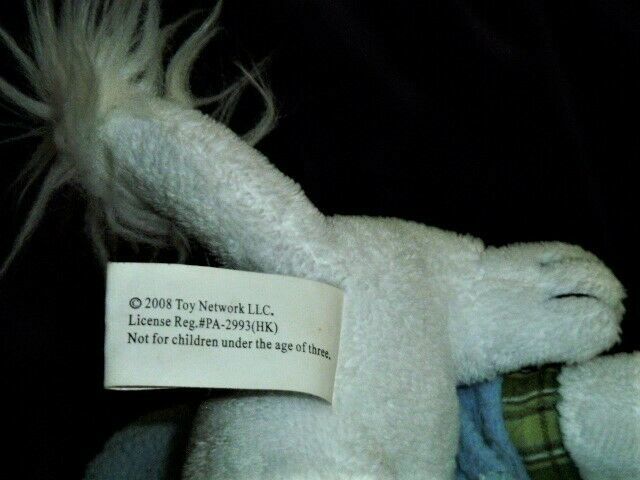 © 2008 Toy Network LLC.
License Reg.#PA-2993(HK)
Not for children under the age of three.